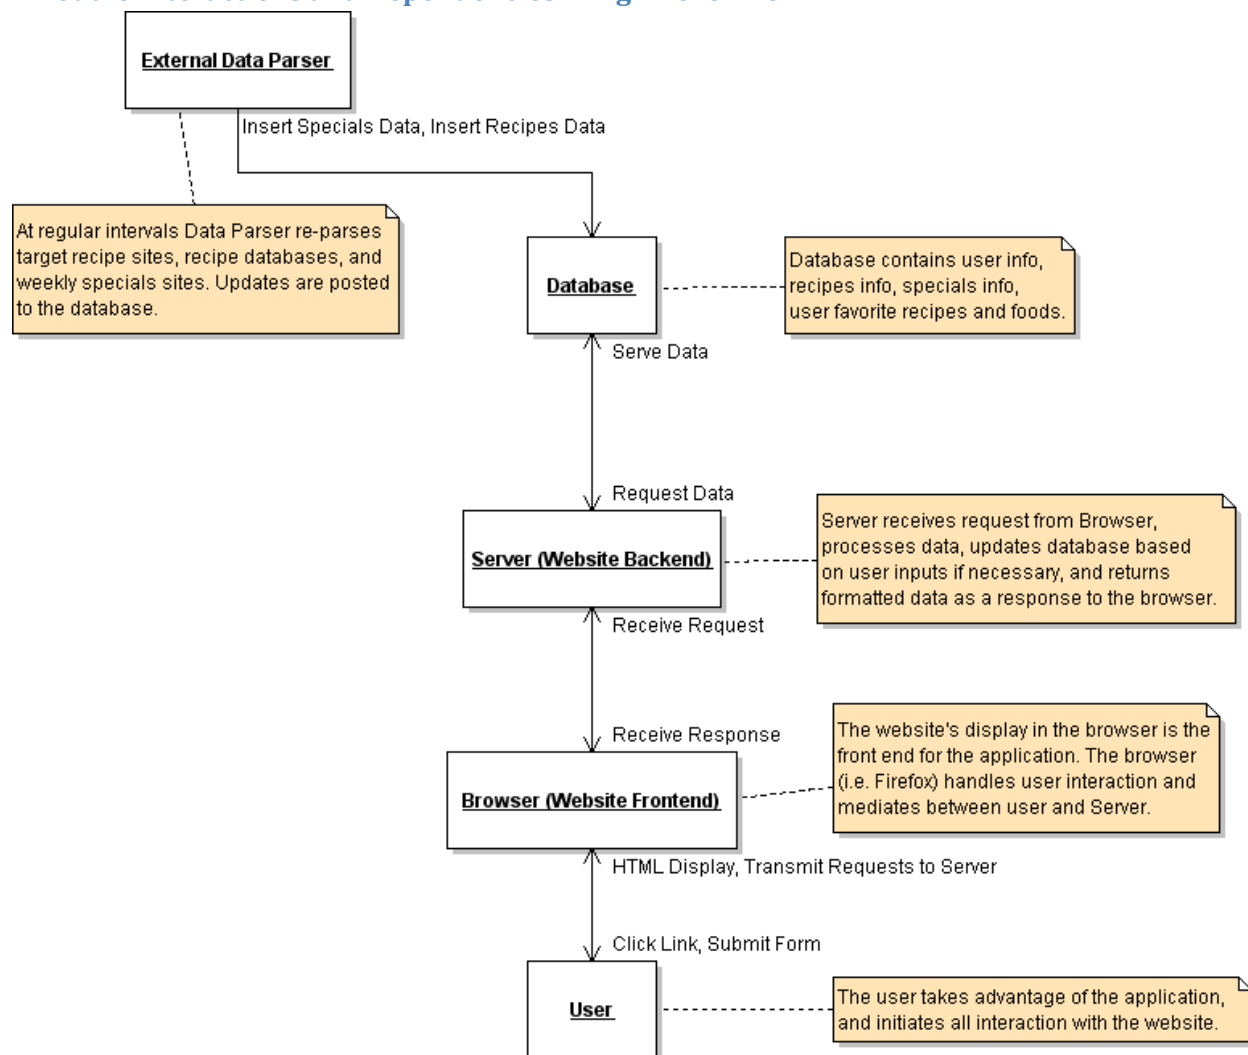 External Data Parser
Insert Specials Data, Insert Recipes Data
At regular intervals Data Parser re-parses
target recipe sites, recipe databases, and
weekly specials sites. Updates are posted
to the database.
Database
Database contains user info,
recipes info, specials info,
user favorite recipes and foods.
Serve Data
Request Data
Server (Website Backend)
Server receives request from Browser,
processes data, updates database based
on user inputs if necessary, and returns
formatted data as a response to the browser.
Receive Request
Receive Response
Browser (Website Frontend)
The website's display in the browser is the
front end for the application. The browser
(i.e. Firefox) handles user interaction and
mediates between user and Server.
HTML Display, Transmit Requests to Server
Click Link, Submit Form
User
The user takes advantage of the application,
and initiates all interaction with the website.